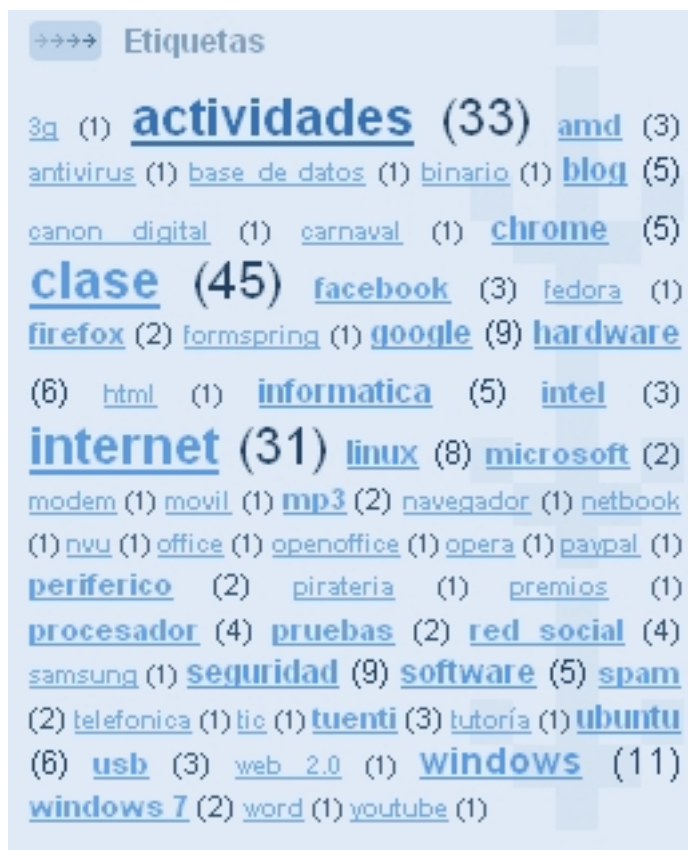 →→→→ Etiquetas
3g (1) actividades (33) amd (3)
antivirus (1) base de datos (1) binario (1) blog (5)
canon digital (1) carnaval (1) chrome (5)
clase (45) facebook (3) fedora (1)
firefox (2) formspring (1) google (9) hardware
(6) html (1) informatica (5) intel (3)
internet (31) linux (8) microsoft (2)
modem (1) movil (1) mp3 (2) navegador (1) netbook
(1) nvu (1) office (1) openoffice (1) opera (1) paypal (1)
periferico (2) pirateria (1) premios (1)
procesador (4) pruebas (2) red social (4)
samsung (1) seguridad (9) software (5) spam
(2) telefonica (1) tic (1) tuenti (3) tutoría (1) ubuntu
(6) usb (3) web 2.0 (1) windows (11)
windows 7 (2) word (1) youtube (1)